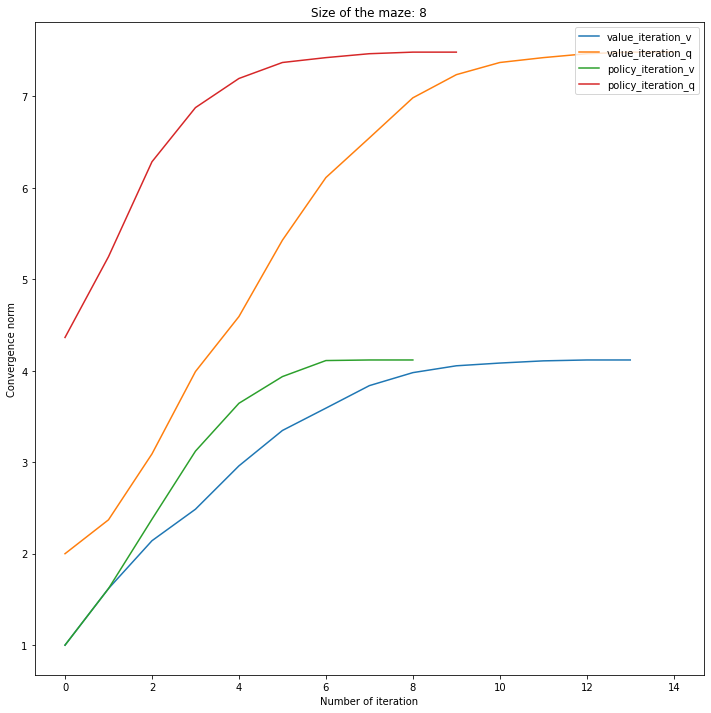 Size of the maze: 8
value_iteration_v
value_iteration_q
policy_iteration_v
policy_iteration_q
7
6
5
4
3
2
1
Convergence norm
0 2 4 6 8 10 12 14
Number of iteration